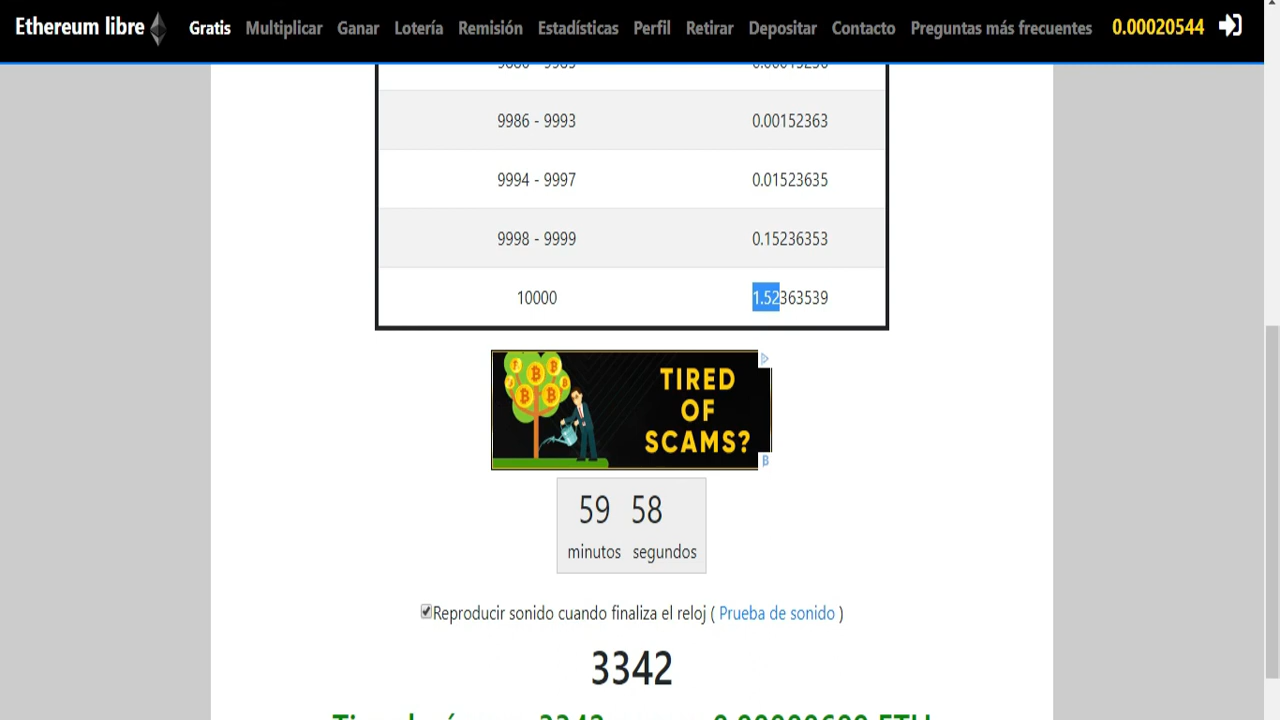 Ethereum libre Gratis Multiplicar Ganar Lotería Remisión Estadísticas Perfil Retirar Depositar Contacto Preguntas más frecuentes 0.00020544
9986 - 9993 0.00152363
9994 - 9997 0.01523635
9998 - 9999 0.15236353
10000 1.52363539
TIRED
OF
SCAMS?
59 58
minutos segundos
Reproducir sonido cuando finaliza el reloj ( Prueba de sonido )
3342